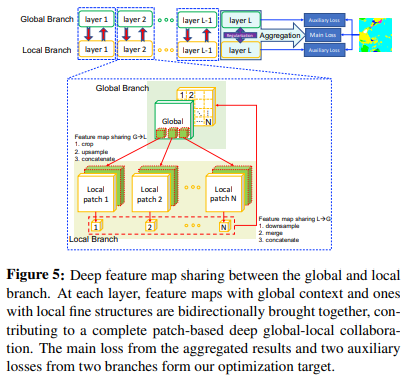 Global Branch
layer 1
layer 2
layer L-1
layer L
Auxiliary Loss
Regularization
Aggregation
Main Loss
Local Branch
layer 1
layer 2
layer L-1
layer L
Auxiliary Loss
Global Branch
1 2
N
Global
Feature map sharing G→L
1. crop
2. upsample
3. concatenate
Local patch 1
Local patch 2
Local patch N
1
2
N
Feature map sharing L→G
1. downsample
2. merge
3. concatenate
Local Branch
Figure 5: Deep feature map sharing between the global and local
branch. At each layer, feature maps with global context and ones
with local fine structures are bidirectionally brought together, con-
tributing to a complete patch-based deep global-local collabora-
tion. The main loss from the aggregated results and two auxiliary
losses from two branches form our optimization target.